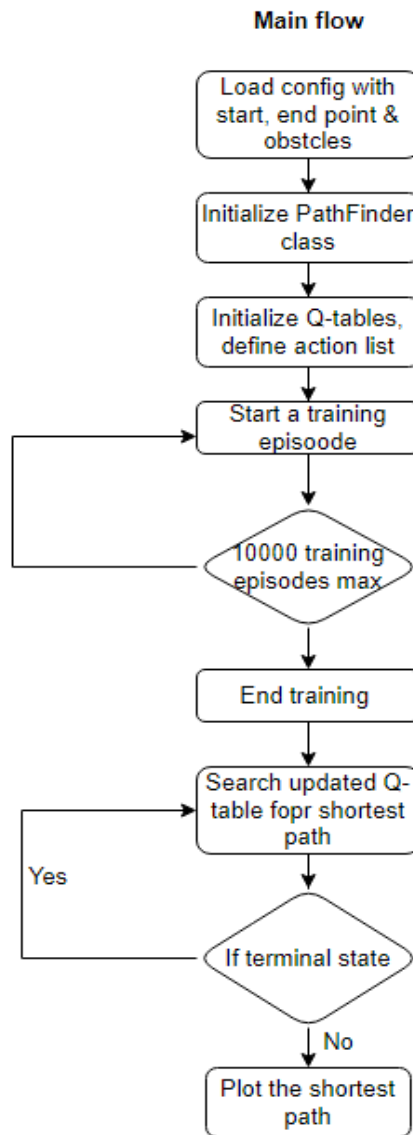 Main flow
Load config with
start, end point &
obstcles
Initialize PathFinder
class
Initialize Q-tables,
define action list
Start a training
episoode
10000 training
episodes max
End training
Search updated Q-
table fopr shortest
path
Yes
If terminal state
No
Plot the shortest
path